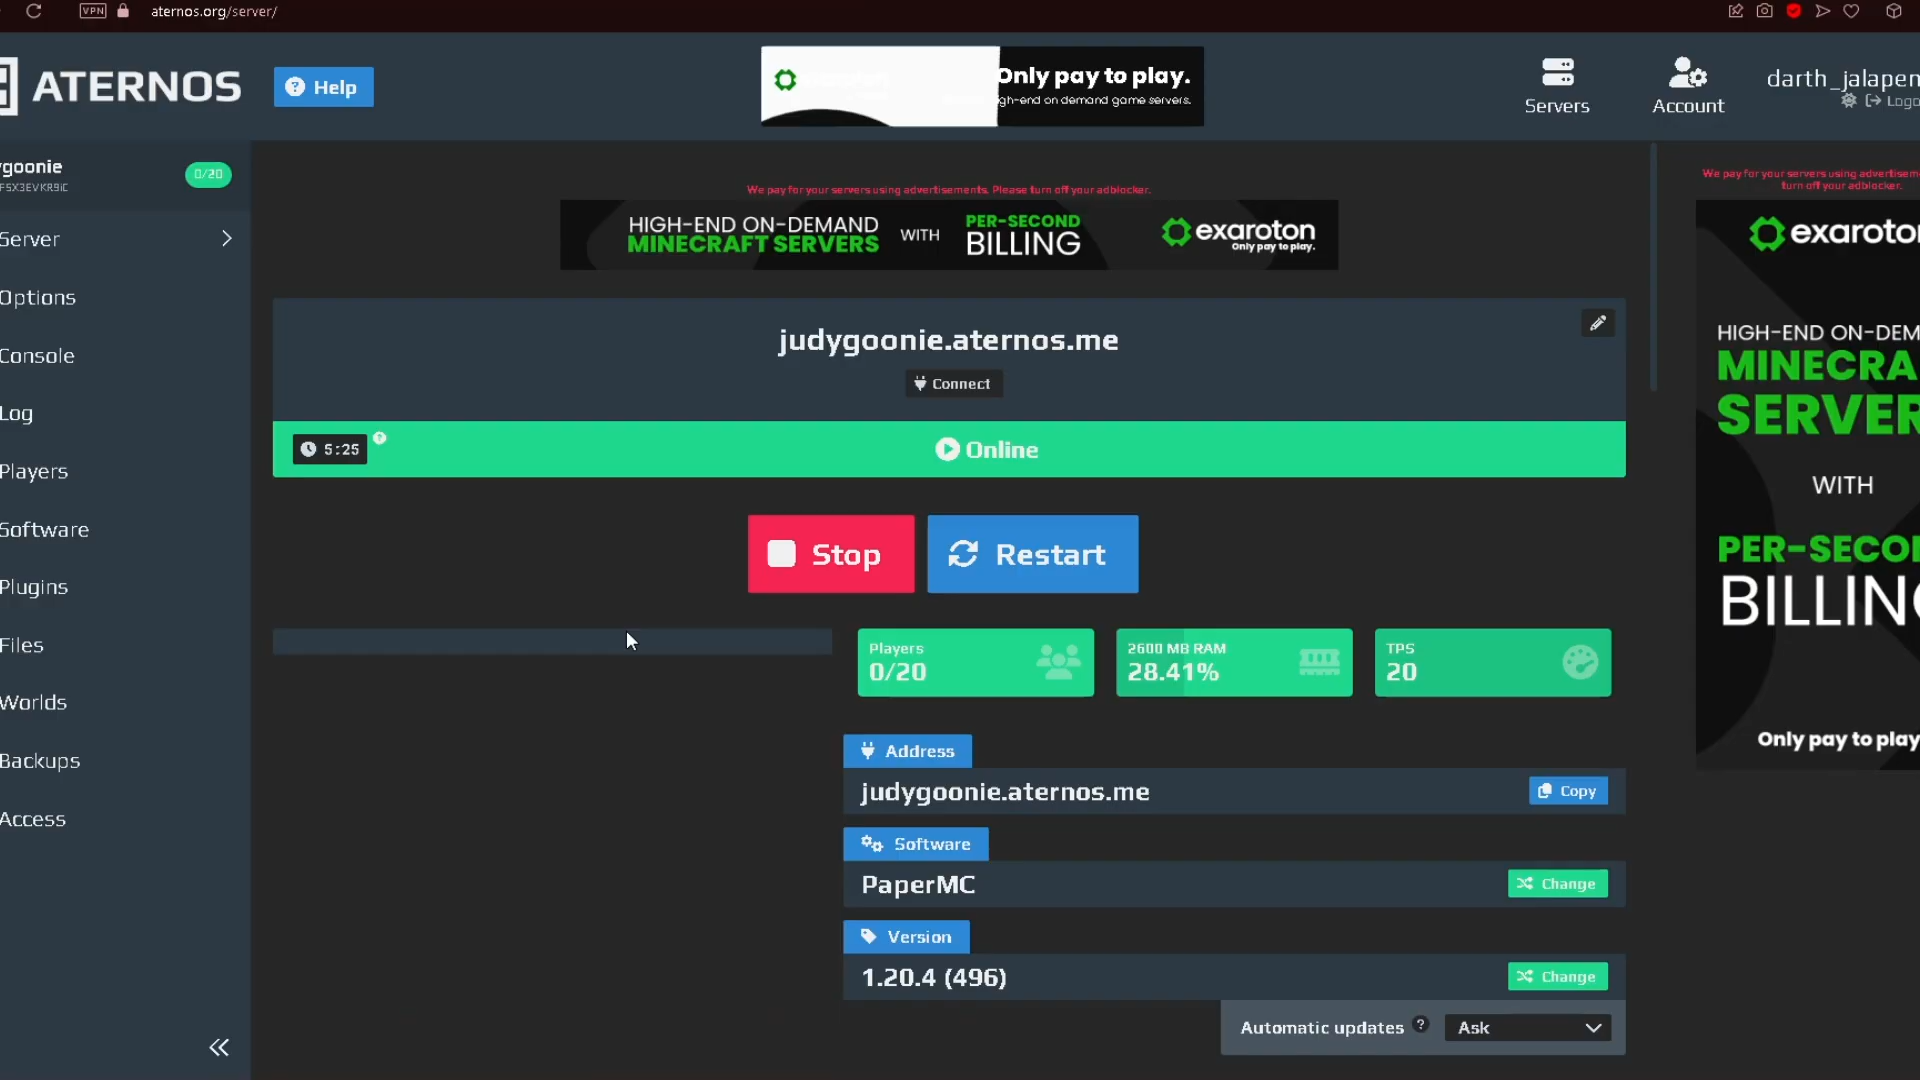 VPN
aternos.org/server/
ATERNOS
Help
Only pay to play.
gh-end on demand game servers.
Servers
Account
darth_jalapen
Logo
goonie
0/20
Server
Options
Console
Log
Players
Software
Plugins
Files
Worlds
Backups
Access
We pay for your servers using advertisements. Please turn off your adblocker.
HIGH-END ON-DEMAND
MINECRAFT SERVERS
WITH
PER-SECOND
BILLING
exaroton
Only pay to play.
judygoonie.aternos.me
Connect
5:25
Online
Stop
Restart
Players
0/20
2600 MB RAM
28.41%
TPS
20
Address
judygoonie.aternos.me
Copy
Software
PaperMC
Change
Version
1.20.4 (496)
Change
Automatic updates
Ask
We pay for your servers using advertisemen
turn off your adblocker.
exaroto
HIGH-END ON-DEM
MINECRA
SERVER
WITH
PER-SECO
BILLIN
Only pay to play